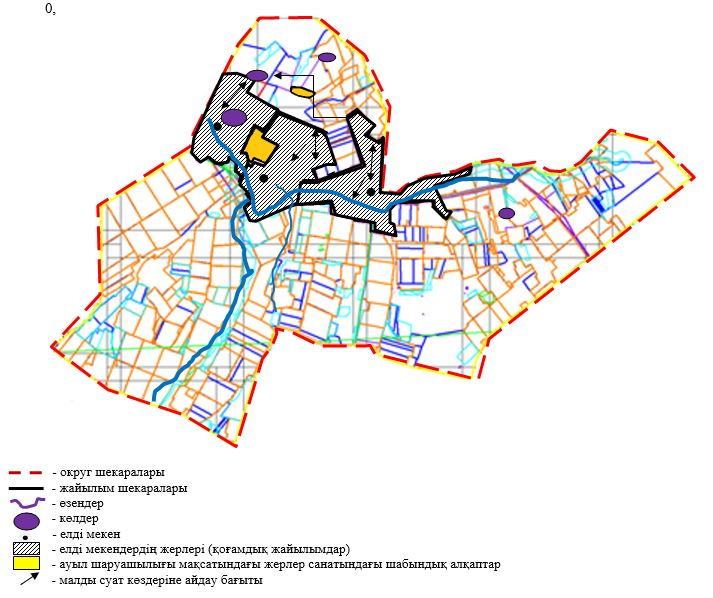 0,
- округ шекаралары
- жайылым шекаралары
- өзендер
- көлдер
- елді мекен
- елді мекендердің жерлері (қоғамдық жайылымдар)
- ауыл шаруашылығы мақсатындағы жерлер санатындағы шабындық алқаптар
- малды суат көздеріне айдау бағыты